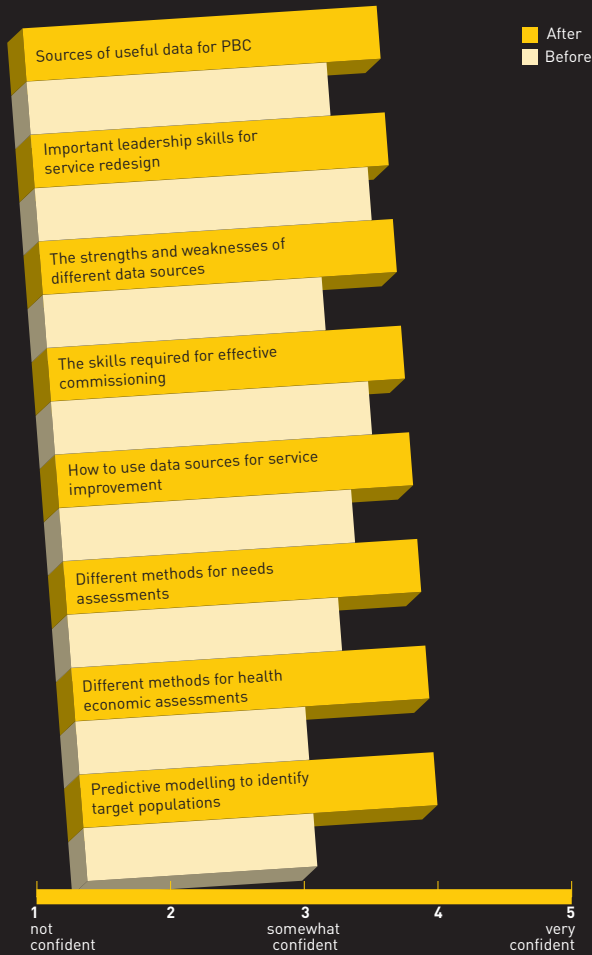 After
Before
Sources of useful data for PBC
Important leadership skills for
service redesign
The strengths and weaknesses of
different data sources
The skills required for effective
commissioning
How to use data sources for service
improvement
Different methods for needs
assessments
Different methods for health
economic assessments
Predictive modelling to identify
target populations
1 2 3 4 5
not somewhat very
confident confident confident